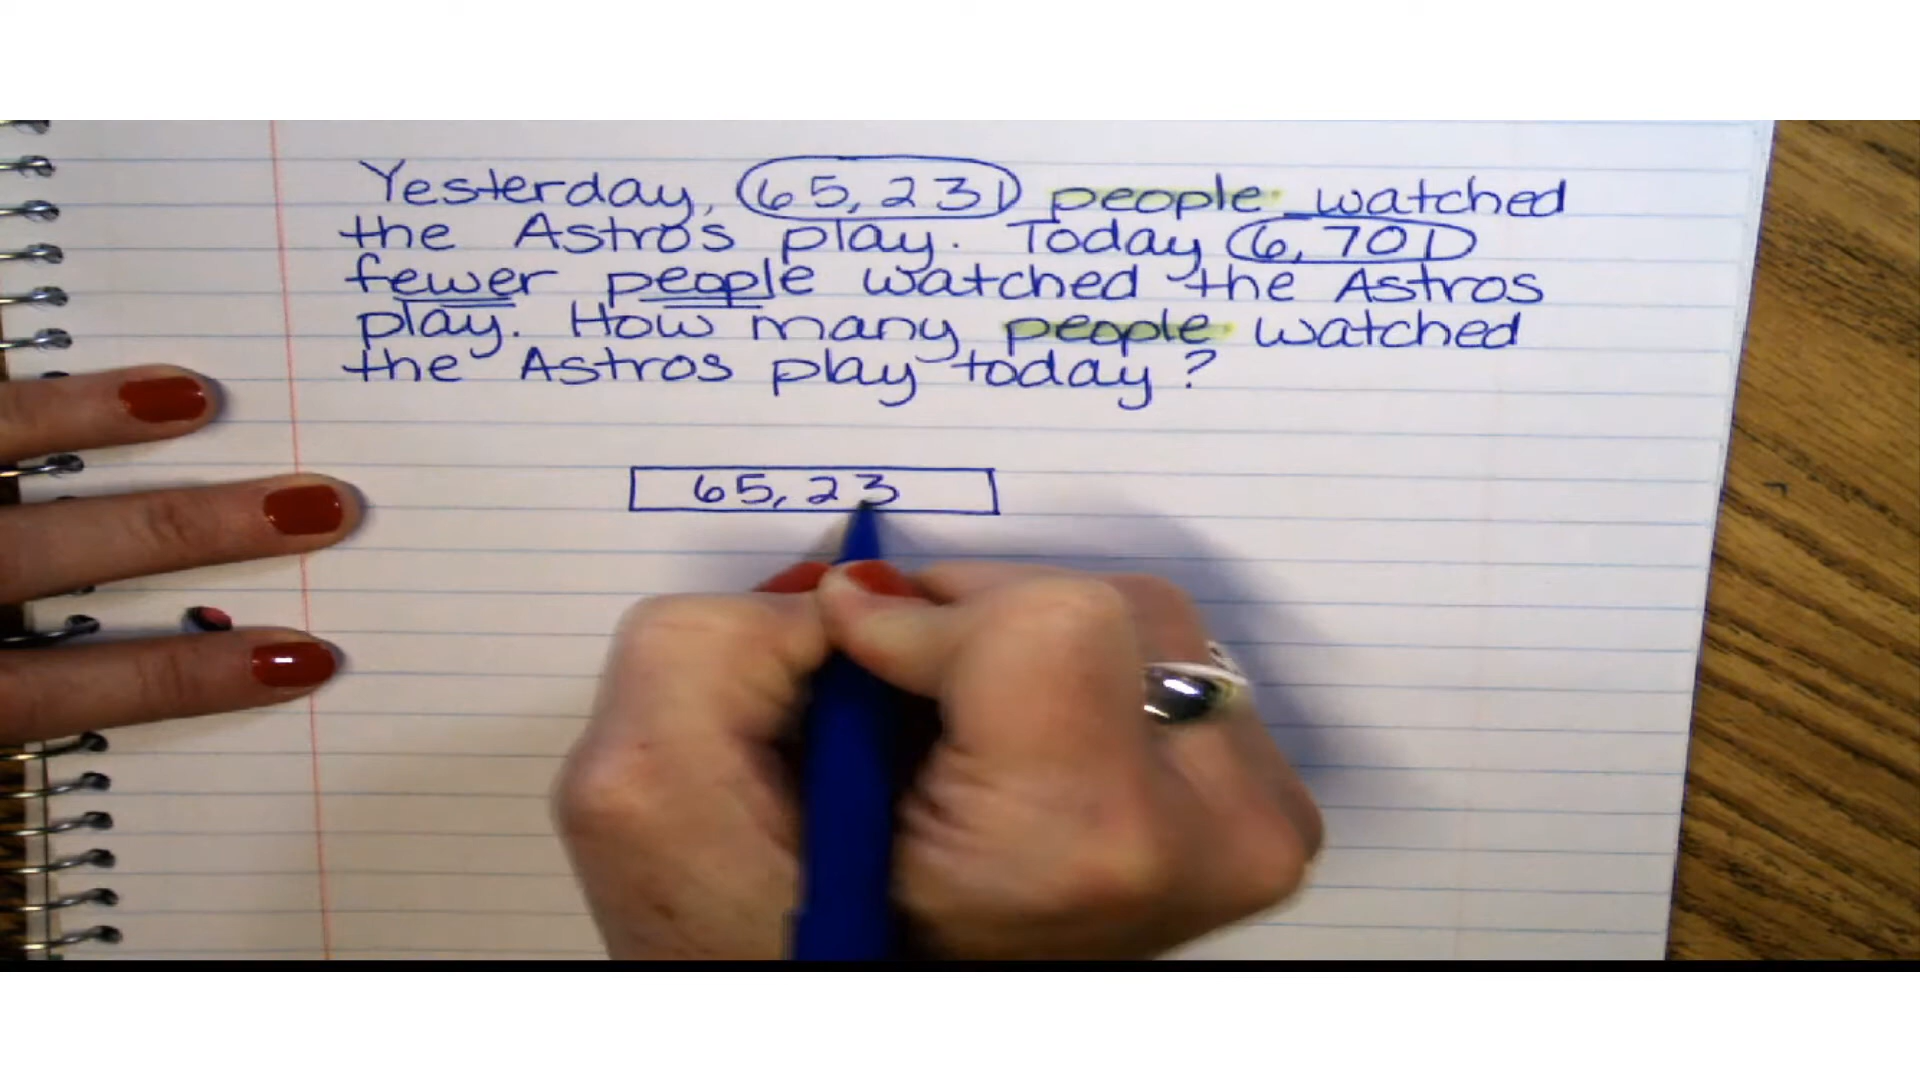 Yesterday, 65,231 people watched
the Astros play. Today 6,701
fewer people watched the Astros
play. How many people watched
the Astros play today?
65,23